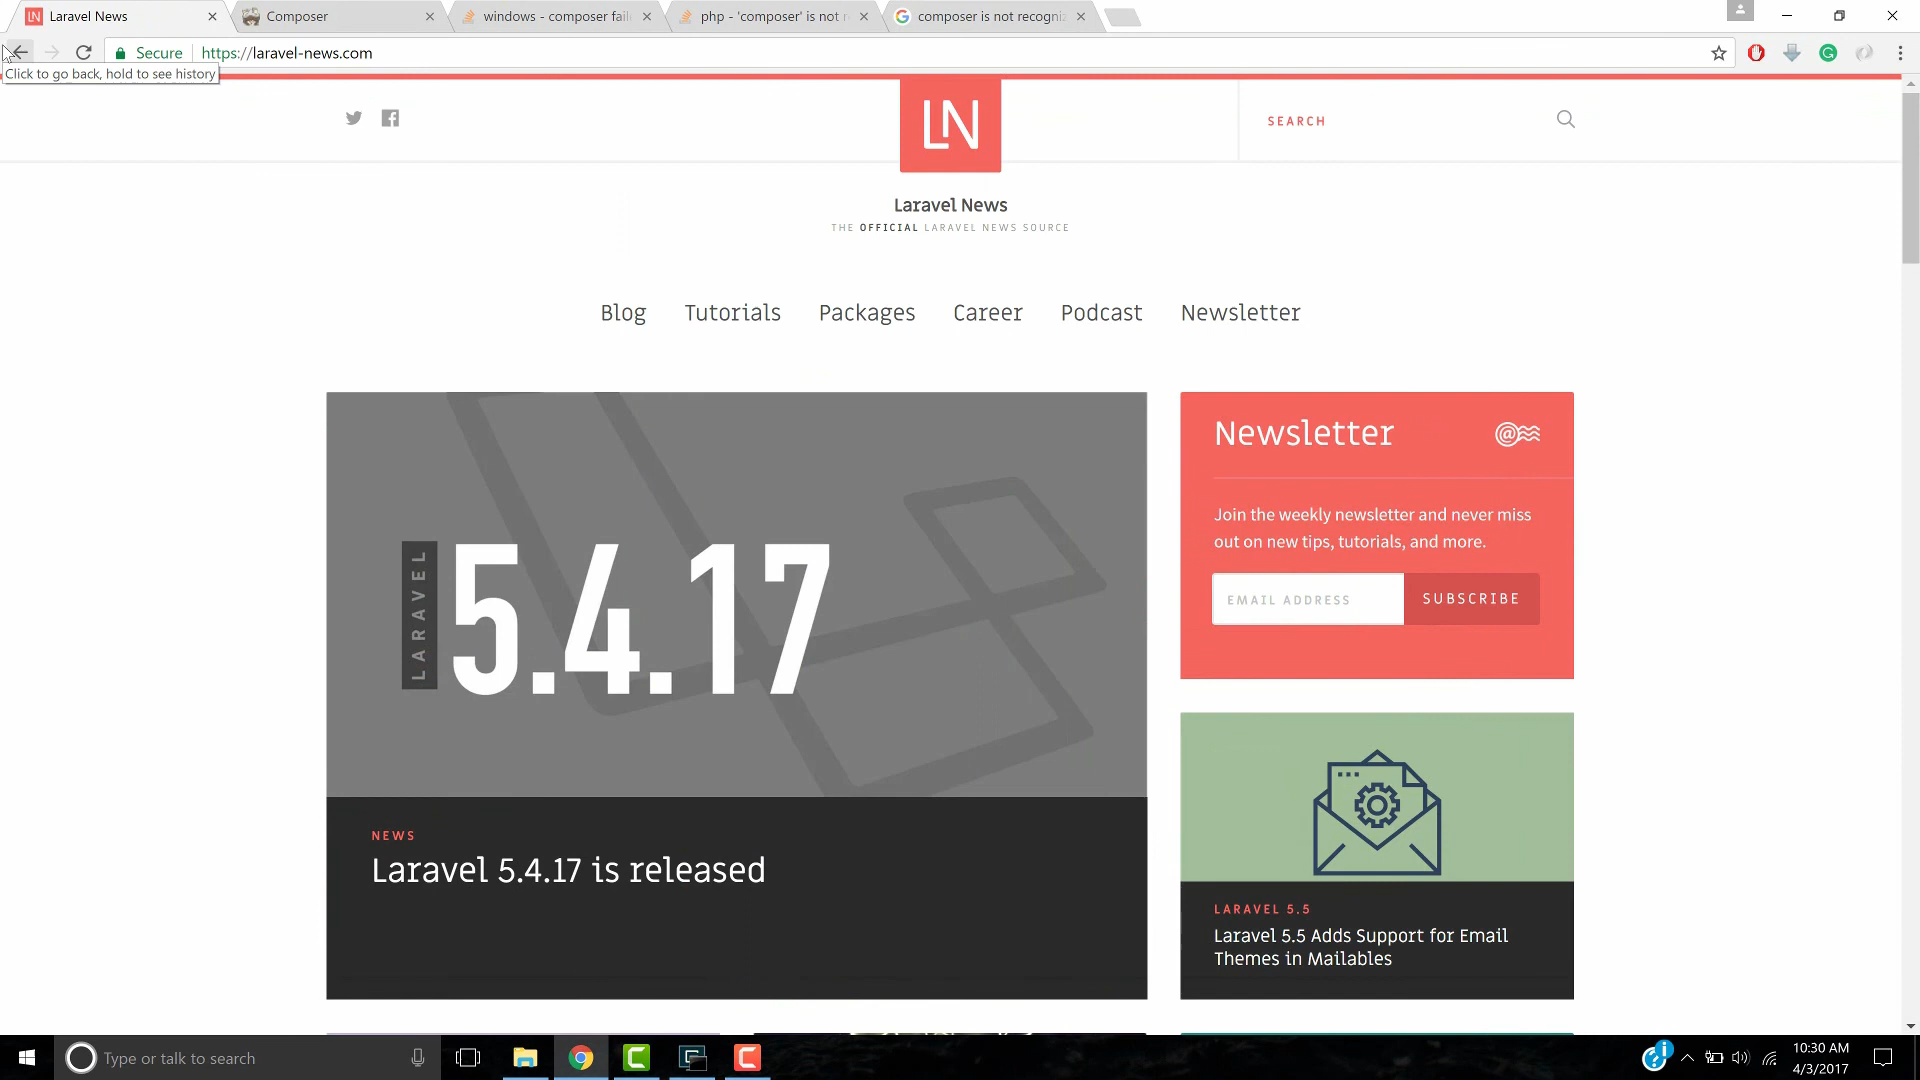 Laravel News
Composer
windows - composer fail
php - 'composer' is not r
composer is not recogni
Secure
https://laravel-news.com
Click to go back, hold to see history
LN
SEARCH
Laravel News
THE OFFICIAL LARAVEL NEWS SOURCE
Blog
Tutorials
Packages
Career
Podcast
Newsletter
LARAVEL
5.4.17
NEWS
Laravel 5.4.17 is released
Newsletter
Join the weekly newsletter and never miss
out on new tips, tutorials, and more.
EMAIL ADDRESS
SUBSCRIBE
LARAVEL 5.5
Laravel 5.5 Adds Support for Email
Themes in Mailables
Type or talk to search
10:30 AM
4/3/2017